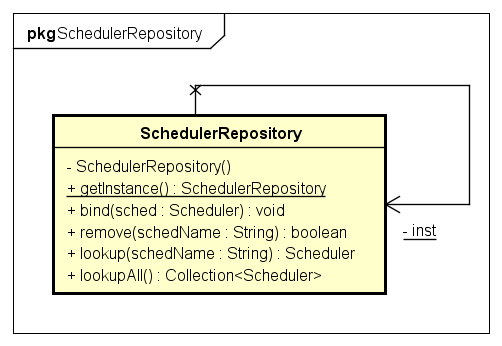 pkg SchedulerRepository
SchedulerRepository
- SchedulerRepository()
+ getInstance() : SchedulerRepository
+ bind(sched : Scheduler) : void
+ remove(schedName : String) : boolean
+ lookup(schedName : String) : Scheduler
+ lookupAll() : Collection<Scheduler>
- inst